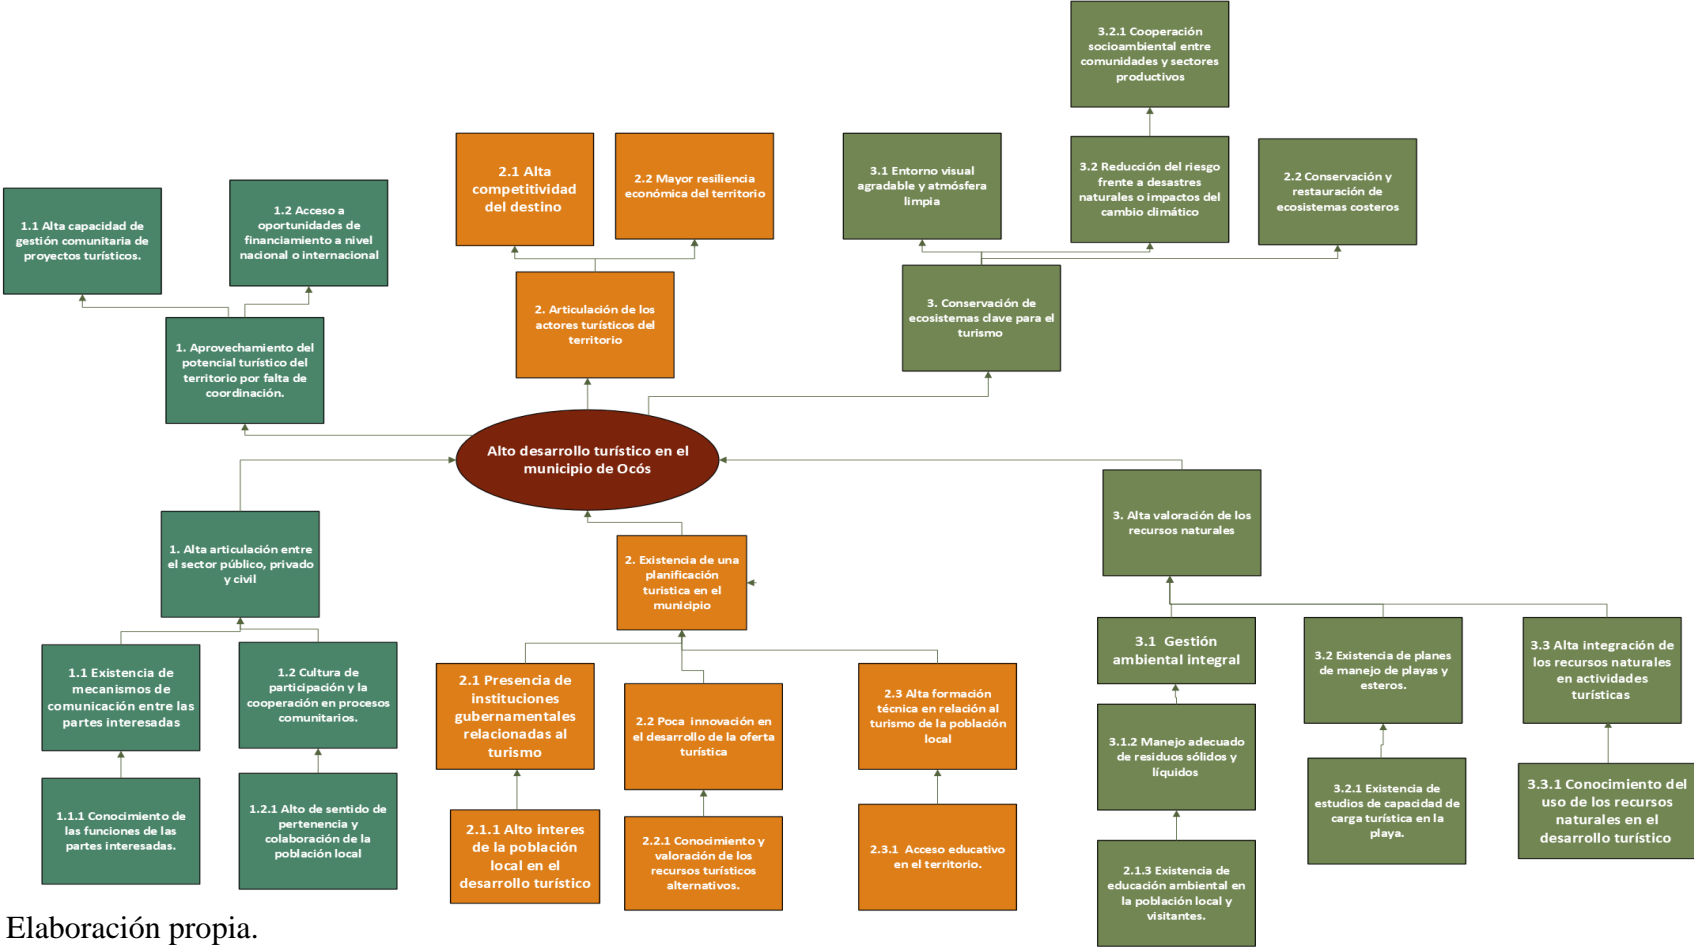 3.2.1 Cooperación
socioambiental entre
comunidades y sectores
productivos
2.1 Alta
competitividad
del destino
2.2 Mayor resiliencia
económica del territorio
3.1 Entorno visual
agradable y atmósfera
limpia
3.2 Reducción del riesgo
frente a desastres
naturales o impactos del
cambio climático
2.2 Conservación y
restauración de
ecosistemas costeros
1.1 Alta capacidad de
gestión comunitaria de
proyectos turísticos.
1.2 Acceso a
oportunidades de
financiamiento a nivel
nacional o internacional
1. Aprovechamiento del
potencial turístico del
territorio por falta de
coordinación.
2. Articulación de los
actores turísticos del
territorio
3. Conservación de
ecosistemas clave para el
turismo
Alto desarrollo turístico en el
municipio de Ocós
1. Alta articulación entre
el sector público, privado
y civil
2. Existencia de una
planificación
turistica en el
municipio
3. Alta valoración de los
recursos naturales
1.1 Existencia de
mecanismos de
comunicación entre las
partes interesadas
1.2 Cultura de
participación y la
cooperación en procesos
comunitarios.
2.1 Presencia de
instituciones
gubernamentales
relacionadas al
turismo
2.2 Poca innovación en
el desarrollo de la oferta
turística
2.3 Alta formación
técnica en relación al
turismo de la población
local
3.1 Gestión
ambiental integral
3.2 Existencia de planes
de manejo de playas y
esteros.
3.3 Alta integración de
los recursos naturales
en actividades
turísticas
1.1.1 Conocimiento de
las funciones de las
partes interesadas.
1.2.1 Alto de sentido de
pertenencia y
colaboración de la
población local
2.1.1 Alto interes
de la población
local en el
desarrollo turístico
2.2.1 Conocimiento y
valoración de los
recursos turísticos
alternativos.
2.3.1 Acceso educativo
en el territorio.
3.1.2 Manejo adecuado
de residuos sólidos y
líquidos
3.2.1 Existencia de
estudios de capacidad de
carga turística en la
playa.
3.3.1 Conocimiento del
uso de los recursos
naturales en el
desarrollo turístico
2.1.3 Existencia de
educación ambiental en
la población local y
visitantes.
Elaboración propia.